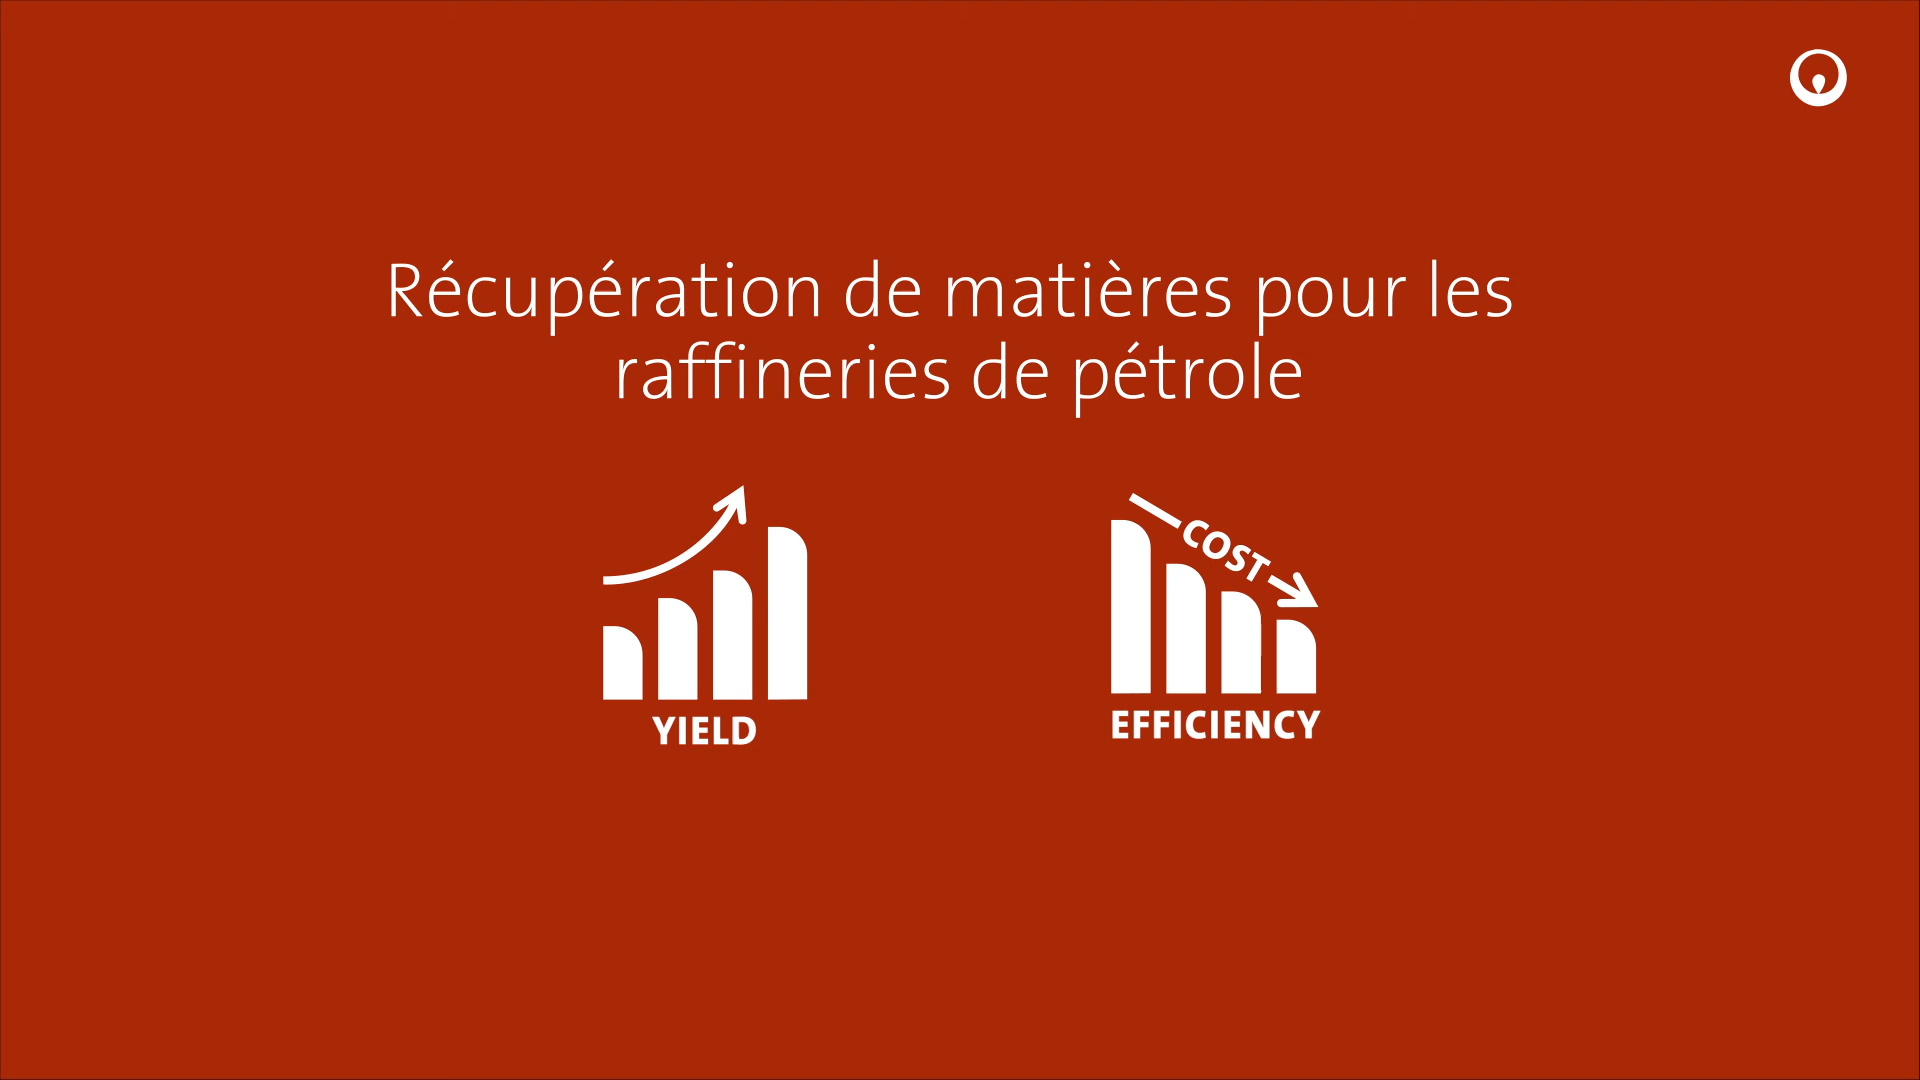 Récupération de matières pour les
raffineries de pétrole
COST
YIELD
EFFICIENCY